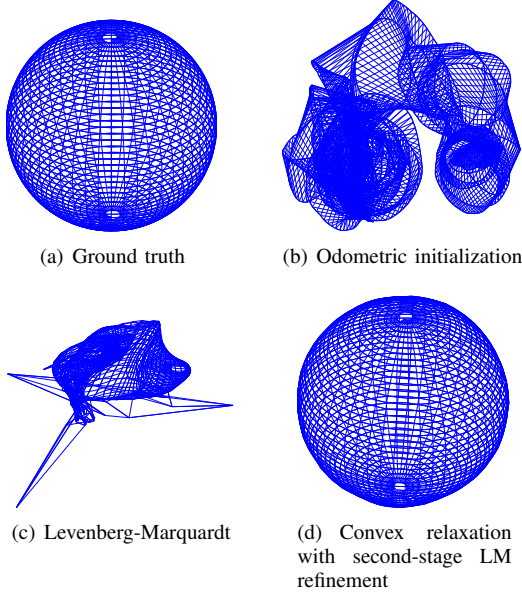 (a) Ground truth
(b) Odometric initialization
(c) Levenberg-Marquardt
(d) Convex relaxation
with second-stage LM
refinement